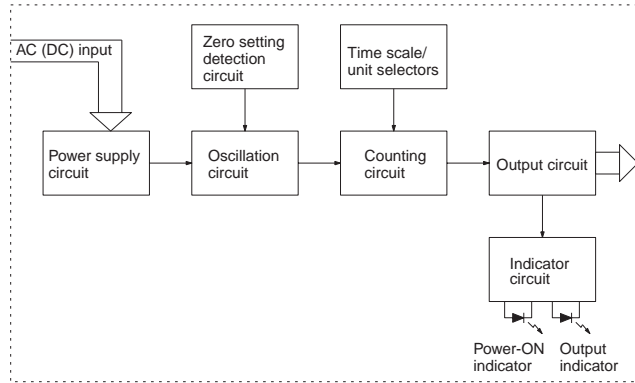 AC (DC) input
Zero setting
detection
circuit
Time scale/
unit selectors
Power supply
circuit
Oscillation
circuit
Counting
circuit
Output circuit
Indicator
circuit
Power-ON
indicator
Output
indicator